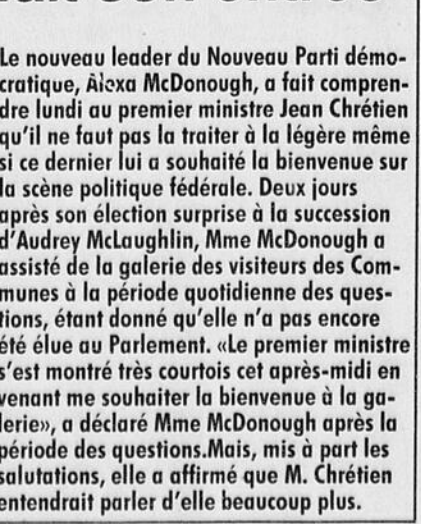 Le nouveau leader du Nouveau Parti démo-
cratique, Alexa McDonough, a fait compren-
dre lundi au premier ministre Jean Chrétien
qu'il ne faut pas la traiter à la légère même
si ce dernier lui a souhaité la bienvenue sur
la scène politique fédérale. Deux jours
après son élection surprise à la succession
d'Audrey McLaughlin, Mme McDonough a
assisté de la galerie des visiteurs des Com-
munes à la période quotidienne des ques-
tions, étant donné qu'elle n'a pas encore
été élue au Parlement. «Le premier ministre
s'est montré très courtois cet après-midi en
venant me souhaiter la bienvenue à la ga-
lerie», a déclaré Mme McDonough après la
période des questions.Mais, mis à part les
salutations, elle a affirmé que M. Chrétien
entendrait parler d'elle beaucoup plus.